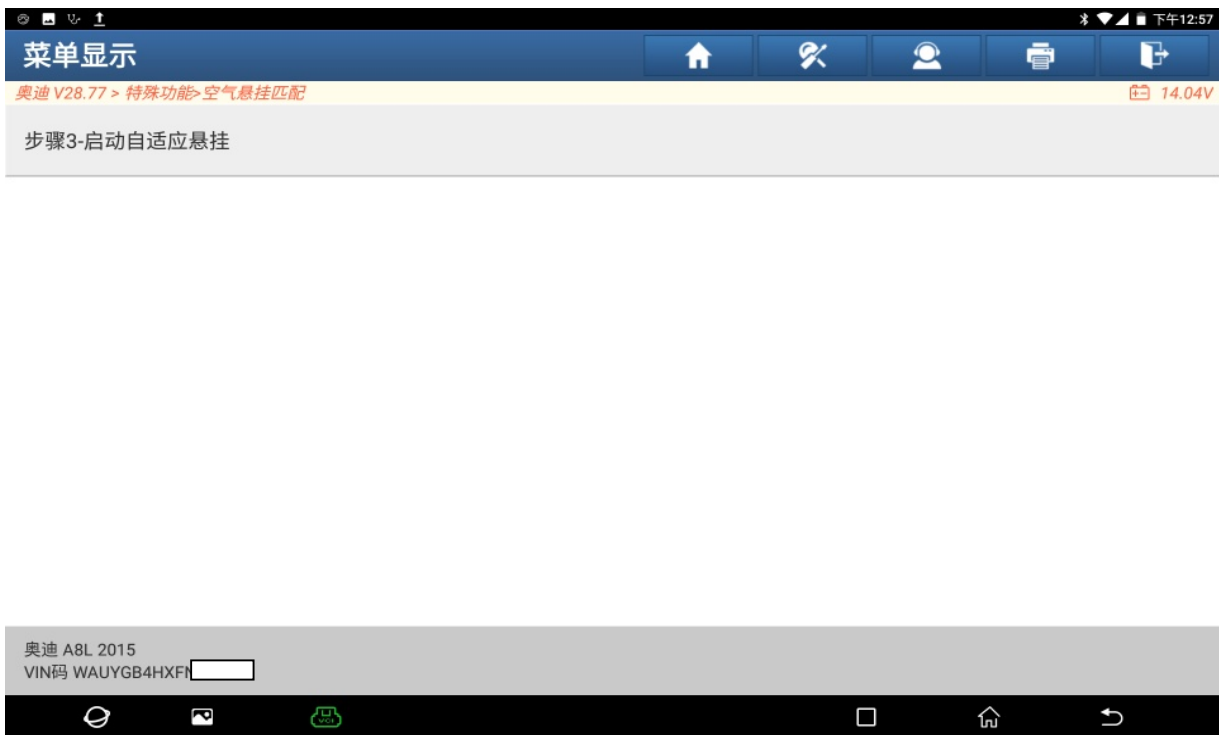 下午12:57
菜单显示
奥迪 V28.77 > 特殊功能>空气悬挂匹配
14.04V
步骤3-启动自适应悬挂
奥迪 A8L 2015
VIN码 WAUYGB4HXFN
VCI